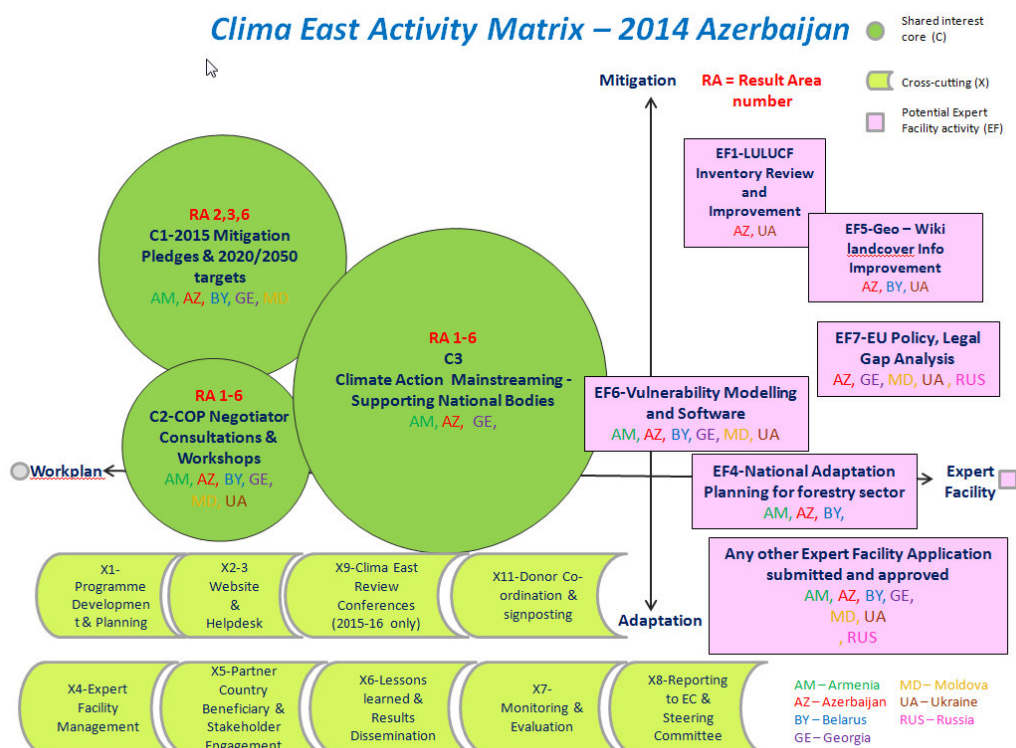 Clima East Activity Matrix – 2014 Azerbaijan
Shared interest
core (C)
Cross-cutting (X)
Potential Expert
Facility activity (EF)
Mitigation
RA = Result Area
number
RA 2,3,6
C1-2015 Mitigation
Pledges & 2020/2050
targets
AM, AZ, BY, GE, MD
RA 1-6
C3
Climate Action Mainstreaming -
Supporting National Bodies
AM, AZ, GE,
RA 1-6
C2-COP Negotiator
Consultations &
Workshops
AM, AZ, BY, GE,
MD, UA
EF1-LULUCF
Inventory Review
and
Improvement
AZ, UA
EF5-Geo – Wiki
landcover Info
Improvement
AZ, BY, UA
EF7-EU Policy, Legal
Gap Analysis
AZ, GE, MD, UA , RUS
EF6-Vulnerability Modelling
and Software
AM, AZ, BY, GE, MD, UA
EF4-National Adaptation
Planning for forestry sector
AM, AZ, BY,
Workplan
Expert
Facility
Any other Expert Facility Application
submitted and approved
AM, AZ, BY, GE,
MD, UA
, RUS
Adaptation
X1-
Programme
Developmen
t & Planning
X2-3
Website
&
Helpdesk
X9-Clima East
Review
Conferences
(2015-16 only)
X11-Donor Co-
ordination &
signposting
X4-Expert
Facility
Management
X5-Partner
Country
Beneficiary &
Stakeholder
Engagement
X6-Lessons
learned &
Results
Dissemination
X7-
Monitoring &
Evaluation
X8-Reporting
to EC &
Steering
Committee
AM – Armenia
AZ – Azerbaijan
BY – Belarus
GE – Georgia
MD – Moldova
UA – Ukraine
RUS – Russia